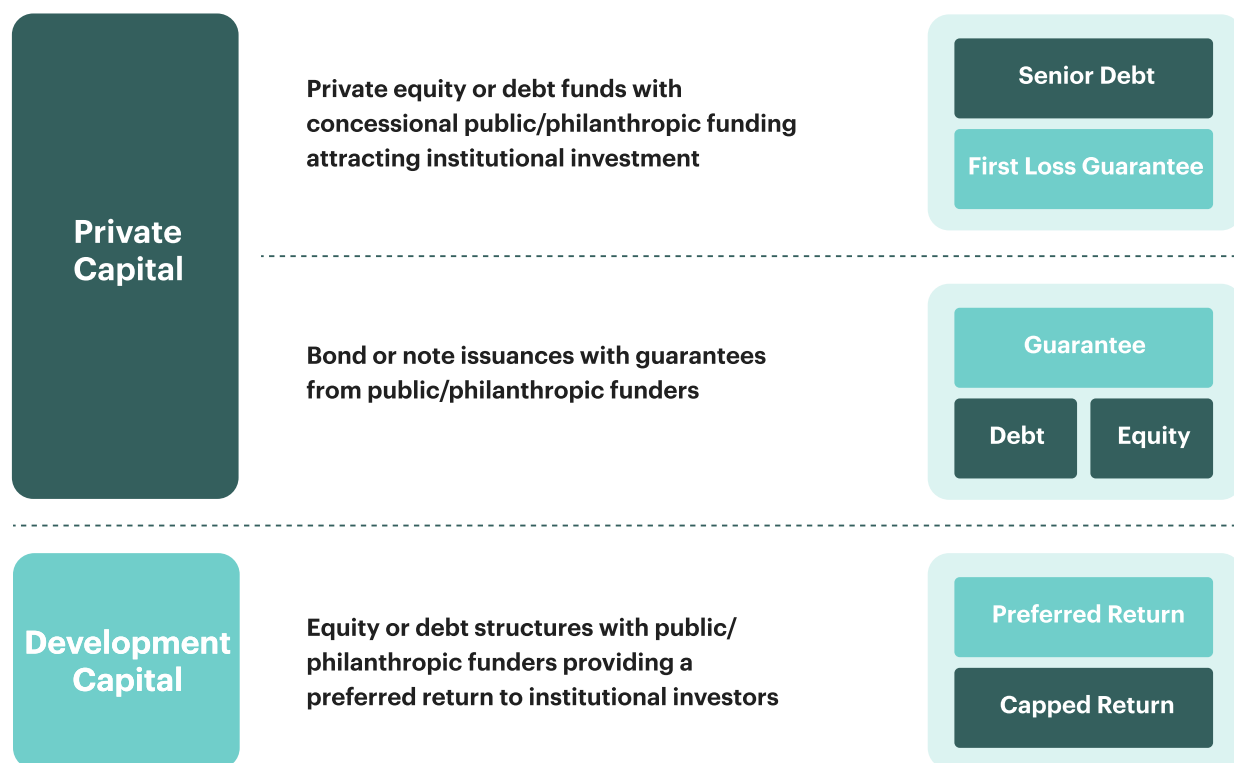 Private
Capital
Private equity or debt funds with
concessional public/philanthropic funding
attracting institutional investment
Senior Debt
First Loss Guarantee
Bond or note issuances with guarantees
from public/philanthropic funders
Guarantee
Debt
Equity
Development
Capital
Equity or debt structures with public/
philanthropic funders providing a
preferred return to institutional investors
Preferred Return
Capped Return